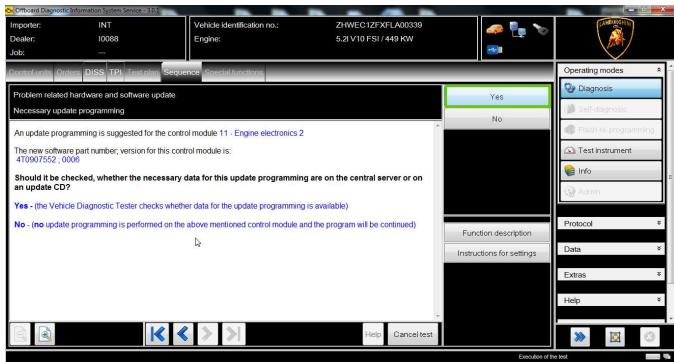 Offboard Diagnostic Information System Service - 3.0.1
Importer: INT
Dealer: I0088
Job: ---
Vehicle identification no.: ZHWEC1ZFXFLA00339
Engine: 5.2l V10 FSI / 449 KW
LAMBORGHINI
Control units Orders DISS TPI Test plan Sequence Special functions
Problem related hardware and software update
Necessary update programming
An update programming is suggested for the control module 11 - Engine electronics 2
The new software part number; version for this control module is:
4T0907552 ; 0006
Should it be checked, whether the necessary data for this update programming are on the central server or on
an update CD?
Yes - (the Vehicle Diagnostic Tester checks whether data for the update programming is available)
No - (no update programming is performed on the above mentioned control module and the program will be continued)
Yes
No
Function description
Instructions for settings
Help
Cancel test
Operating modes
Diagnosis
Self-diagnosis
Flash re-programming
Test instrument
Info
Admin
Protocol
Data
Extras
Help
Execution of the test